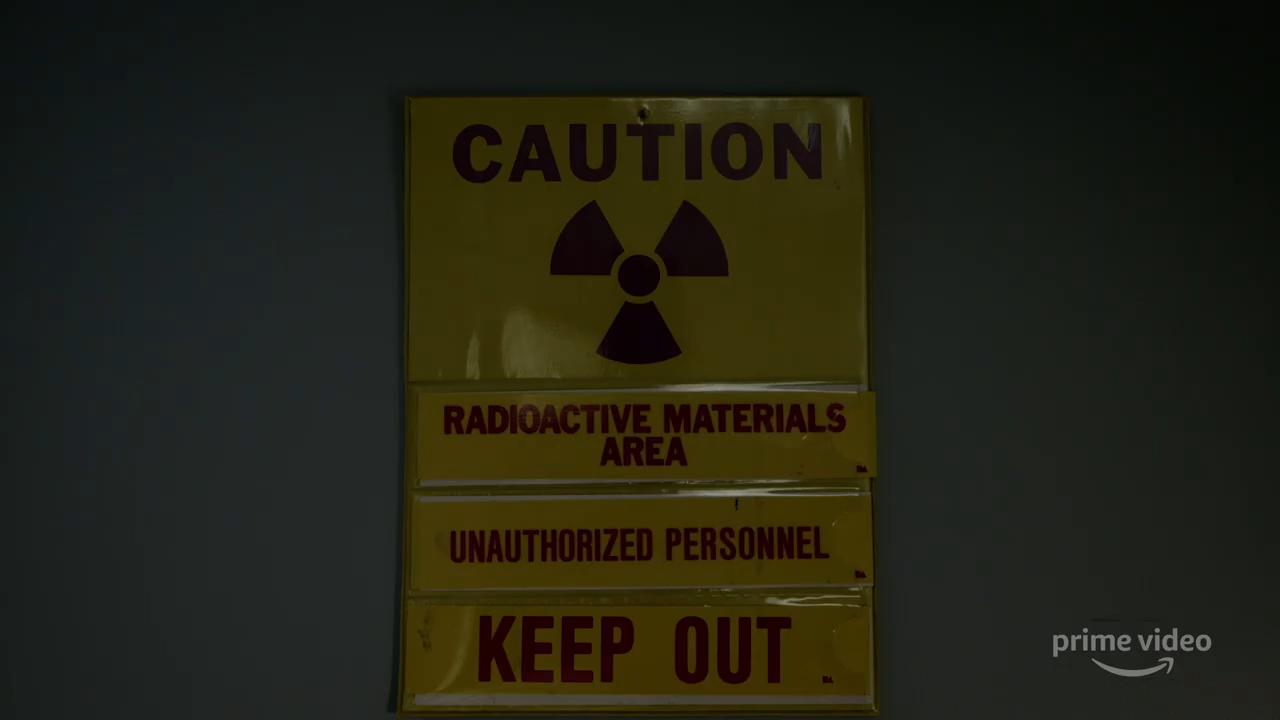 CAUTION
RADIOACTIVE MATERIALS
AREA
UNAUTHORIZED PERSONNEL
KEEP OUT
prime video